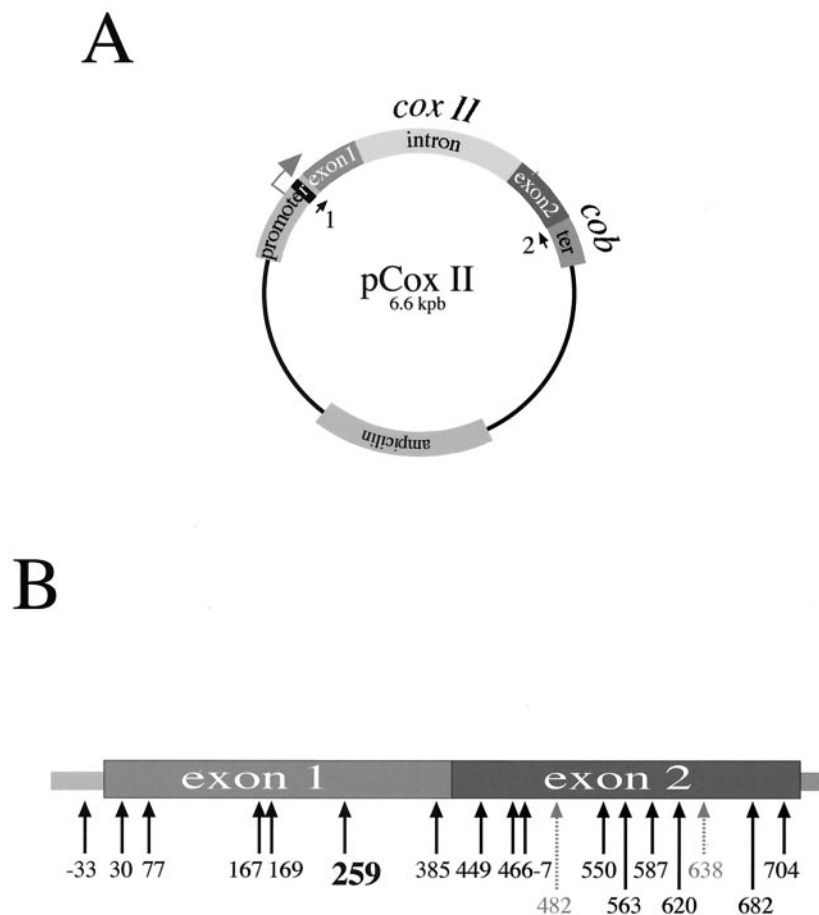 A
cox II
intron
exon1
exon2
promoter
cob
ter
1
2
pCox II
6.6 kpb
ampicilin
B
exon 1 exon 2
-33 30 77 167 169 259 385 449 466-7 482 550 563 587 620 638 682 704